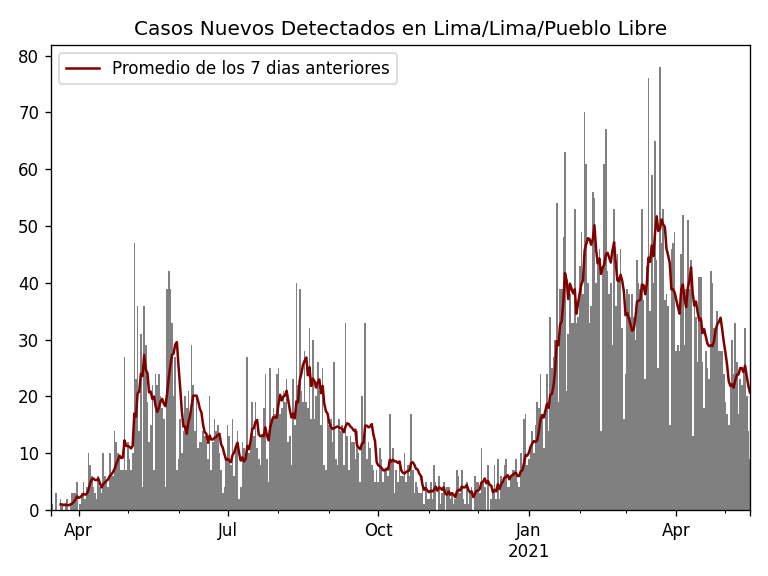 Casos Nuevos Detectados en Lima/Lima/Pueblo Libre
Promedio de los 7 dias anteriores
80
70
60
50
40
30
20
10
0
Apr
Jul
Oct
Jan
2021
Apr